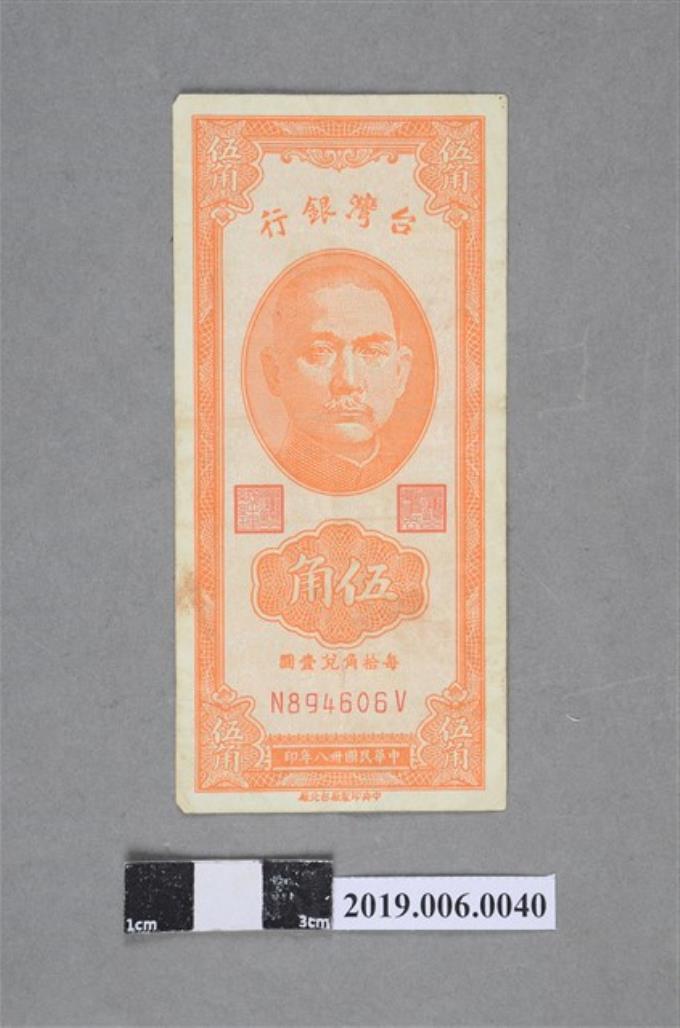 伍角 伍角
台灣銀行
伍角
每拾角兌壹圓
N894606V
伍角 伍角
中華民國卅八年印
中央印製廠台北廠
1cm 3cm
2019.006.0040